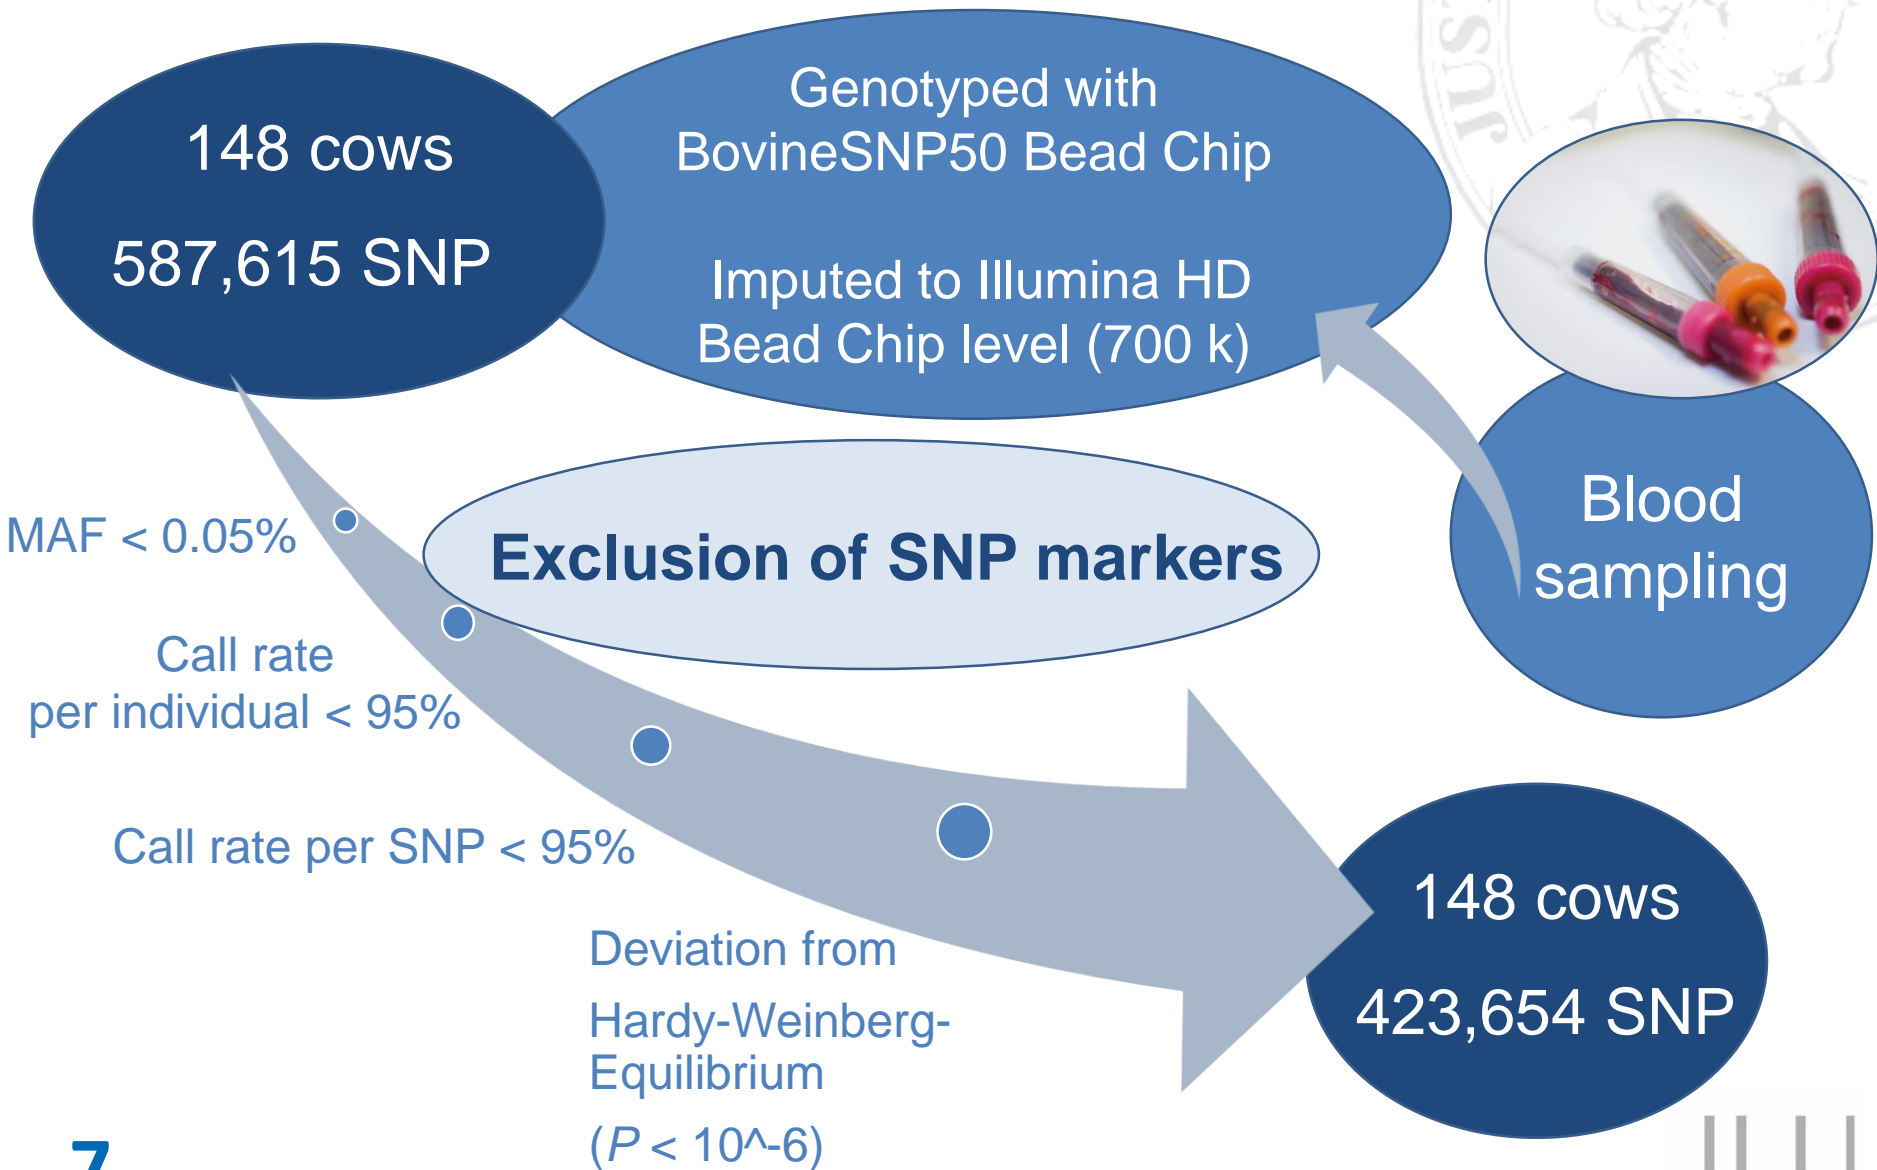 148 cows
587,615 SNP
Genotyped with
BovineSNP50 Bead Chip
Imputed to Illumina HD
Bead Chip level (700 k)
Blood
sampling
Exclusion of SNP markers
MAF < 0.05%
Call rate
per individual < 95%
Call rate per SNP < 95%
Deviation from
Hardy-Weinberg-
Equilibrium
(P < 10^-6)
148 cows
423,654 SNP
7